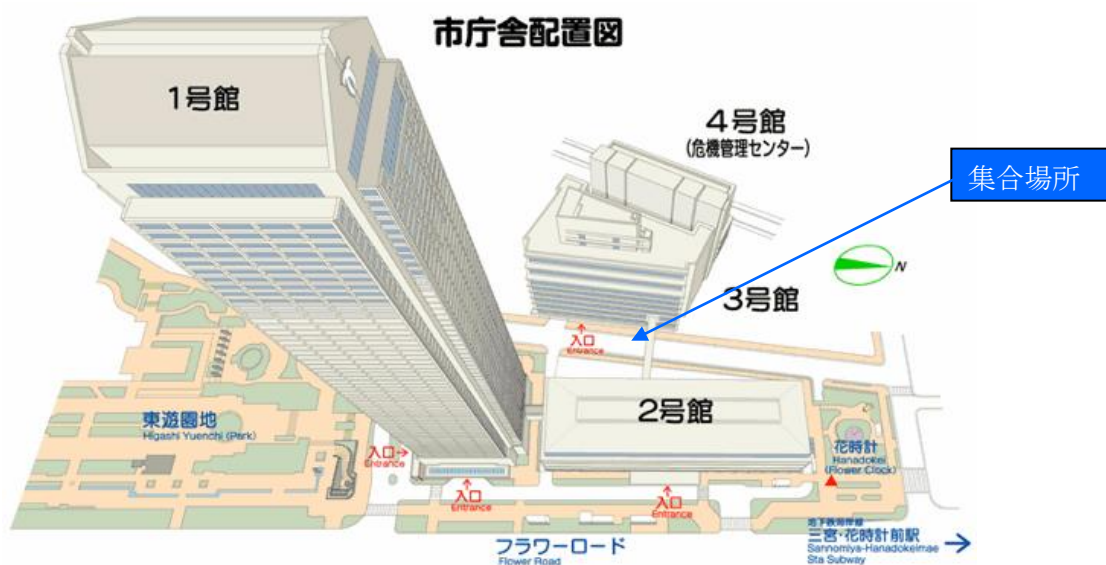 市庁舎配置図
1号館
4号館
(危機管理センター)
集合場所
N
3号館
入口
Entrance
2号館
東遊園地
Higashi Yuenchi (Park)
花時計
Hanadokei
(Flower Clock)
入口→
Entrance
入口
Entrance
入口
Entrance
フラワーロード
Flower Road
地下鉄海岸線
三宮・花時計前駅
Sannomiya-Hanadokeimae
Sta Subway